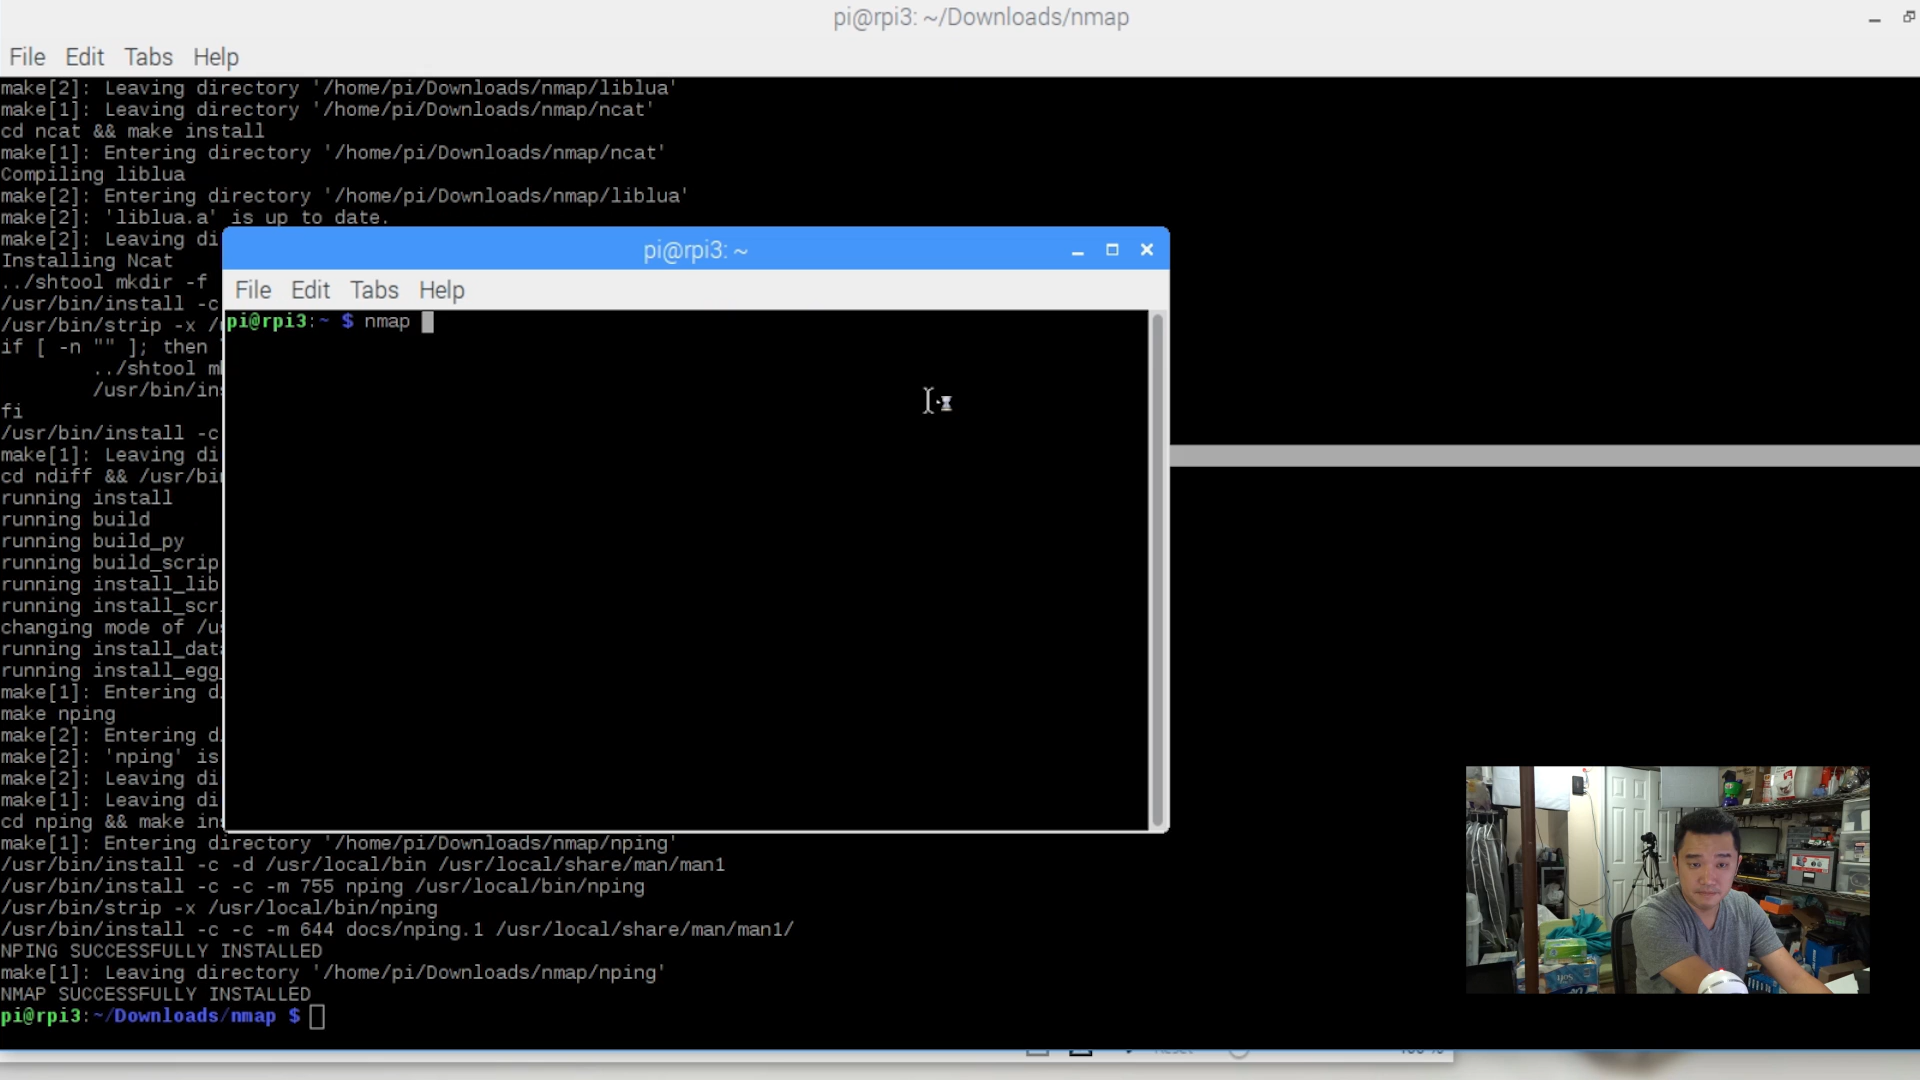 pi@rpi3: ~/Downloads/nmap
File Edit Tabs Help
make[2]: Leaving directory '/home/pi/Downloads/nmap/liblua'
make[1]: Leaving directory '/home/pi/Downloads/nmap/ncat'
cd ncat && make install
make[1]: Entering directory '/home/pi/Downloads/nmap/ncat'
Compiling liblua
make[2]: Entering directory '/home/pi/Downloads/nmap/liblua'
make[2]: 'liblua.a' is up to date.
make[2]: Leaving di
Installing Ncat
../shtool mkdir -f
/usr/bin/install -c
/usr/bin/strip -x /
if [ -n "" ]; then
../shtool m
/usr/bin/in
fi
/usr/bin/install -c
make[1]: Leaving di
cd ndiff && /usr/bi
running install
running build
running build_py
running build_scrip
running install_lib
running install_scr
changing mode of /u
running install_dat
running install_egg
make[1]: Entering d
make nping
make[2]: Entering d
make[2]: 'nping' is
make[2]: Leaving di
make[1]: Leaving di
cd nping && make in
make[1]: Entering directory '/home/pi/Downloads/nmap/nping'
/usr/bin/install -c -d /usr/local/bin /usr/local/share/man/man1
/usr/bin/install -c -c -m 755 nping /usr/local/bin/nping
/usr/bin/strip -x /usr/local/bin/nping
/usr/bin/install -c -c -m 644 docs/nping.1 /usr/local/share/man/man1/
NPING SUCCESSFULLY INSTALLED
make[1]: Leaving directory '/home/pi/Downloads/nmap/nping'
NMAP SUCCESSFULLY INSTALLED
pi@rpi3:~/Downloads/nmap $
pi@rpi3: ~
File Edit Tabs Help
pi@rpi3:~ $ nmap